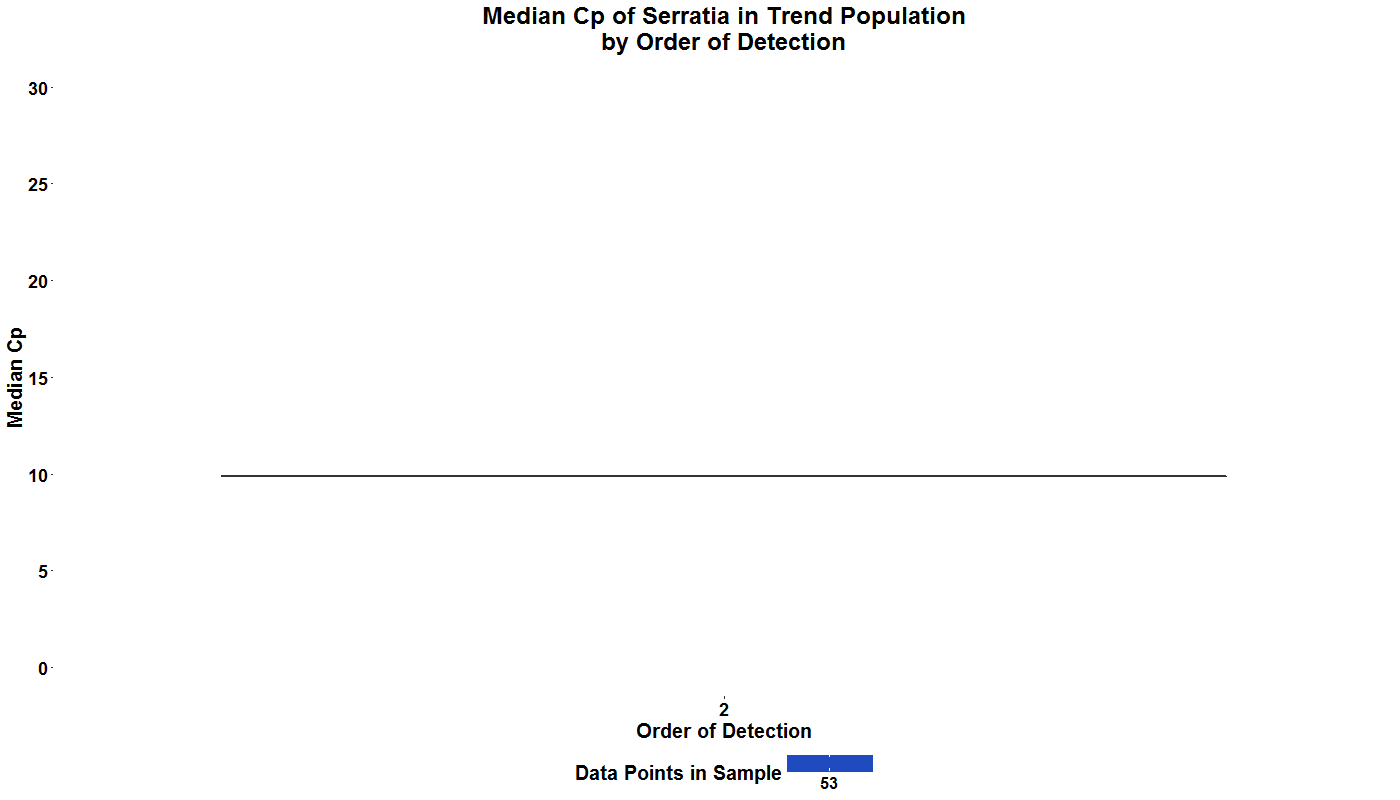 Median Cp of Serratia in Trend Population
by Order of Detection
30
25
20
15
10
5
0
Median Cp
2
Order of Detection
Data Points in Sample
53